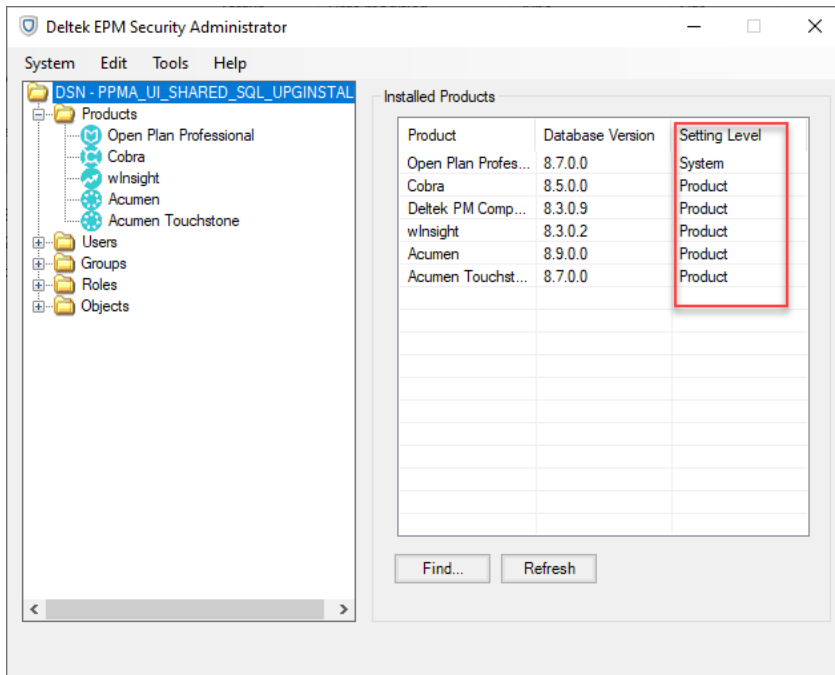 Deltek EPM Security Administrator
System Edit Tools Help
DSN - PPMA_UI_SHARED_SQL_UPGINSTAL
Products
Open Plan Professional
Cobra
wInsight
Acumen
Acumen Touchstone
Users
Groups
Roles
Objects
Installed Products
Product Database Version Setting Level
Open Plan Profes... 8.7.0.0 System
Cobra 8.5.0.0 Product
Deltek PM Comp... 8.3.0.9 Product
wInsight 8.3.0.2 Product
Acumen 8.9.0.0 Product
Acumen Touchst... 8.7.0.0 Product
Find... Refresh